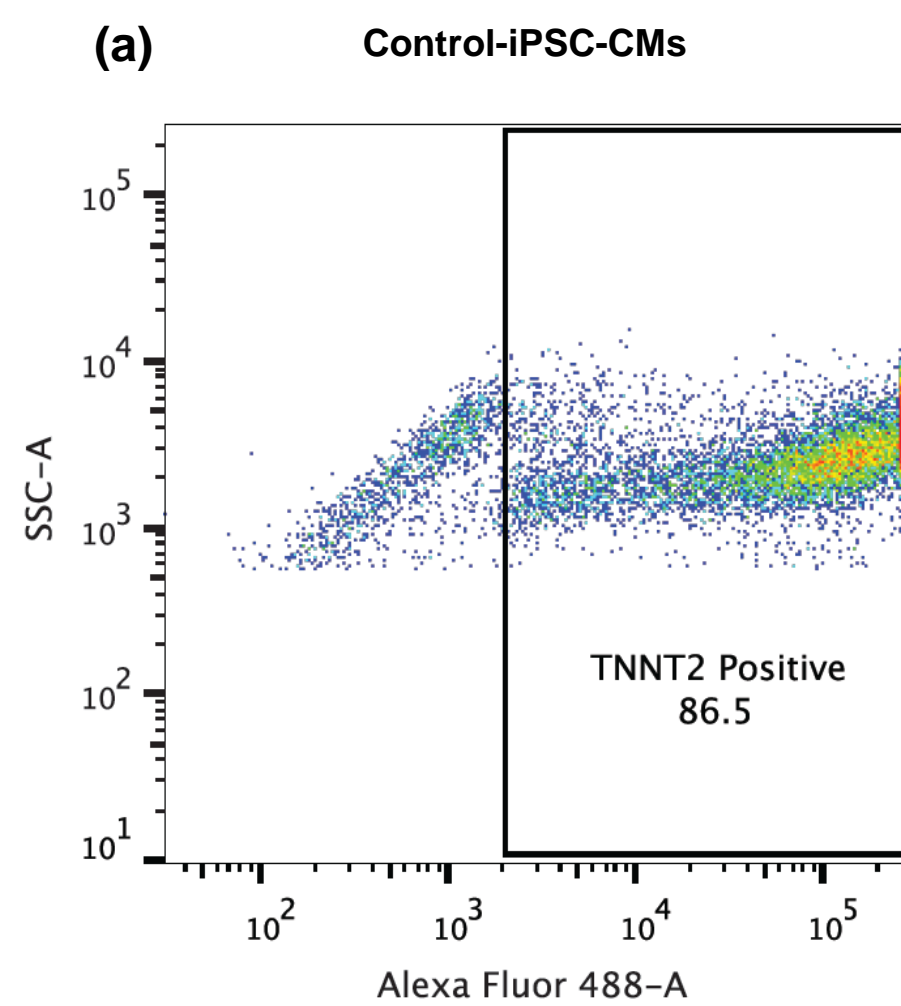 (a) Control-iPSC-CMs
10^5
10^4
10^3
10^2
10^1
SSC-A
TNNT2 Positive
86.5
10^2 10^3 10^4 10^5
Alexa Fluor 488-A